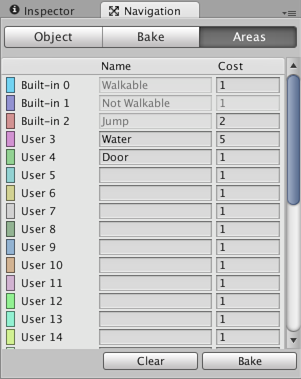 Inspector Navigation
Object Bake Areas
Name Cost
Built-in 0 Walkable 1
Built-in 1 Not Walkable 1
Built-in 2 Jump 2
User 3 Water 5
User 4 Door 1
User 5 1
User 6 1
User 7 1
User 8 1
User 9 1
User 10 1
User 11 1
User 12 1
User 13 1
User 14 1
Clear Bake